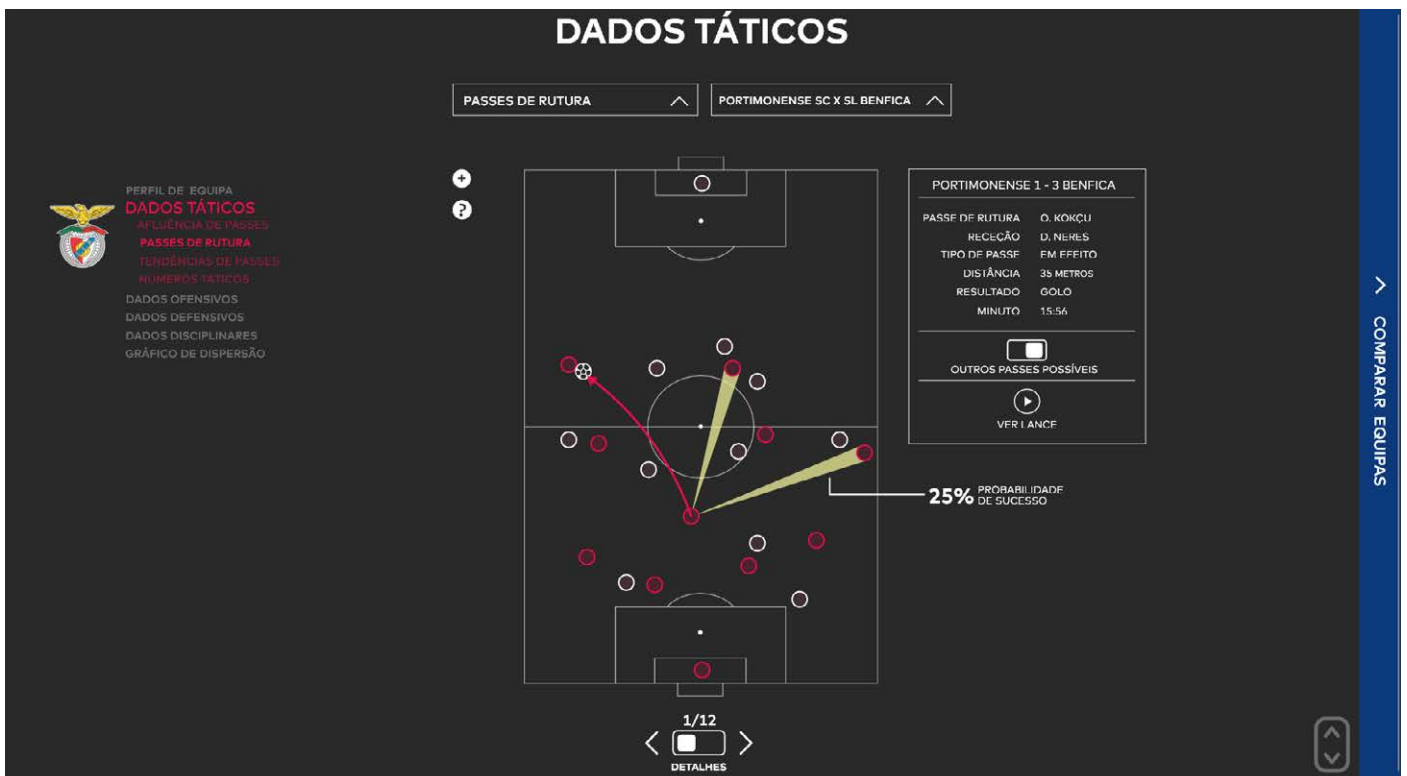 DADOS TÁTICOS
PASSES DE RUTURA
PORTIMONENSE SC X SL BENFICA
PERFIL DE EQUIPA
DADOS TÁTICOS
AFLUÊNCIA DE PASSES
PASSES DE RUTURA
TENDÊNCIAS DE PASSES
NÚMEROS TÁTICOS
DADOS OFENSIVOS
DADOS DEFENSIVOS
DADOS DISCIPLINARES
GRÁFICO DE DISPERSÃO
+
?
PORTIMONENSE 1 - 3 BENFICA
PASSE DE RUTURA O. KOKÇU
RECEÇÃO D. NERES
TIPO DE PASSE EM EFEITO
DISTÂNCIA 35 METROS
RESULTADO GOLO
MINUTO 15:56
OUTROS PASSES POSSÍVEIS
VER LANCE
25% PROBABILIDADE
DE SUCESSO
1/12
DETALHES
COMPARAR EQUIPAS